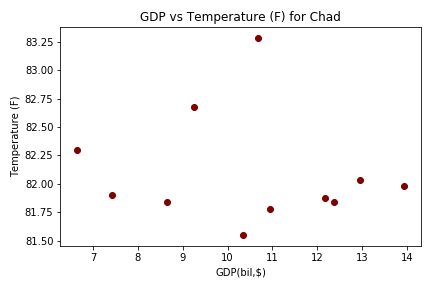 GDP vs Temperature (F) for Chad
83.25
83.00
82.75
82.50
82.25
82.00
81.75
81.50
Temperature (F)
7 8 9 10 11 12 13 14
GDP(bil,$)